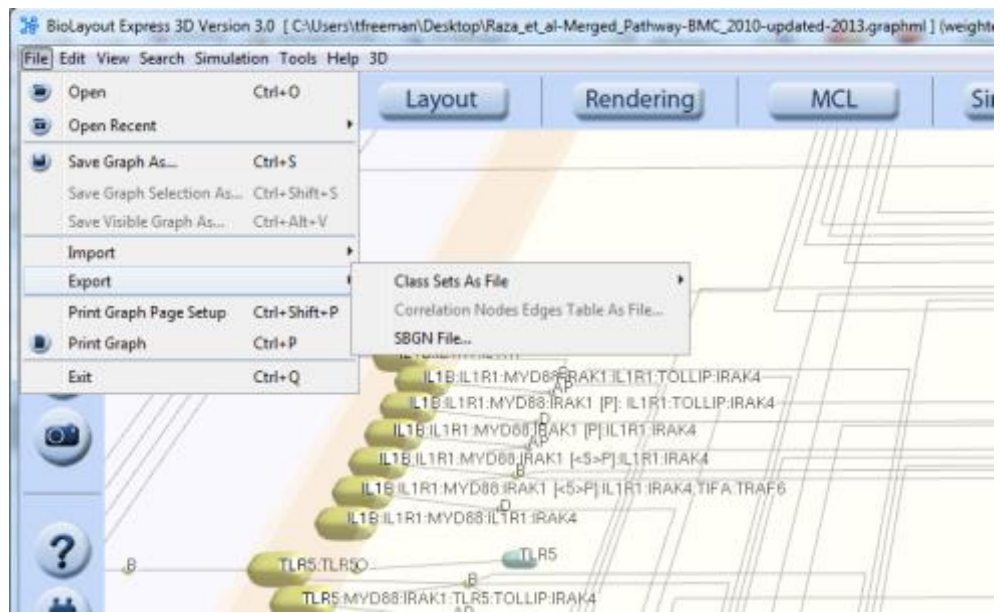 BioLayout Express 3D Version 3.0 [ C:\Users\tfreeman\Desktop\Raza_et_al-Merged_Pathway-BMC_2010-updated-2013.graphml ] (weighte
File Edit View Search Simulation Tools Help 3D
Layout Rendering MCL Si
Open Ctrl+O
Open Recent
Save Graph As... Ctrl+S
Save Graph Selection As... Ctrl+Shift+S
Save Visible Graph As... Ctrl+Alt+V
Import
Export
Print Graph Page Setup Ctrl+Shift+P
Print Graph Ctrl+P
Exit Ctrl+Q
Class Sets As File
Correlation Nodes Edges Table As File...
SBGN File...
IL1B:IL1R1:MYD88:IRAK1:IL1R1:TOLLIP:IRAK4
AP
IL1B:IL1R1:MYD88:IRAK1 [P]: IL1R1:TOLLIP:IRAK4
D
IL1B:IL1R1:MYD88:IRAK1 [P]:IL1R1:IRAK4
AP
IL1B:IL1R1:MYD88:IRAK1 [<5>P]:IL1R1:IRAK4
B
IL1B:IL1R1:MYD88:IRAK1 [<5>P]:IL1R1:IRAK4:TIFA:TRAF6
D
IL1B:IL1R1:MYD88:IL1R1:IRAK4
?
B TLR5:TLR5 O TLR5
B
TLR5:MYD88:IRAK1:TLR5:TOLLIP:IRAK4
AP